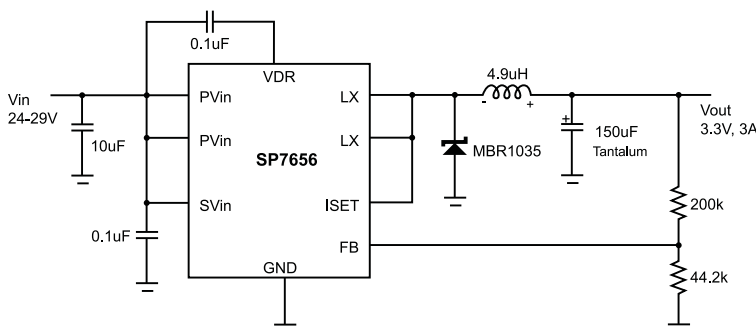 0.1uF
VDR
4.9uH
- +
Vin
24-29V
PVin
LX
Vout
3.3V, 3A
10uF
PVin
LX
SP7656
MBR1035
+
150uF
Tantalum
SVin
ISET
200k
0.1uF
FB
GND
44.2k